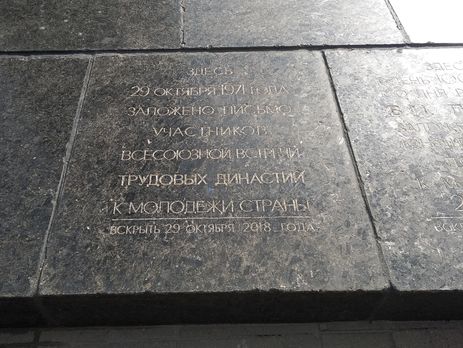 ЗДЕСЬ
29 ОКТЯБРЯ 1971 ГОДА
ЗАЛОЖЕНО ПИСЬМО
УЧАСТНИКОВ
ВСЕСОЮЗНОЙ ВСТРЕЧИ
ТРУДОВЫХ ДИНАСТИЙ
К МОЛОДЕЖИ СТРАНЫ
ВСКРЫТЬ 29 ОКТЯБРЯ 2018 ГОДА